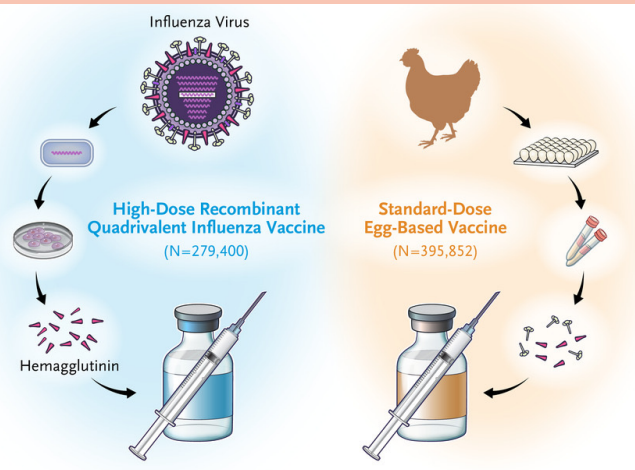 Influenza Virus
High-Dose Recombinant
Quadrivalent Influenza Vaccine
(N=279,400)
Standard-Dose
Egg-Based Vaccine
(N=395,852)
Hemagglutinin